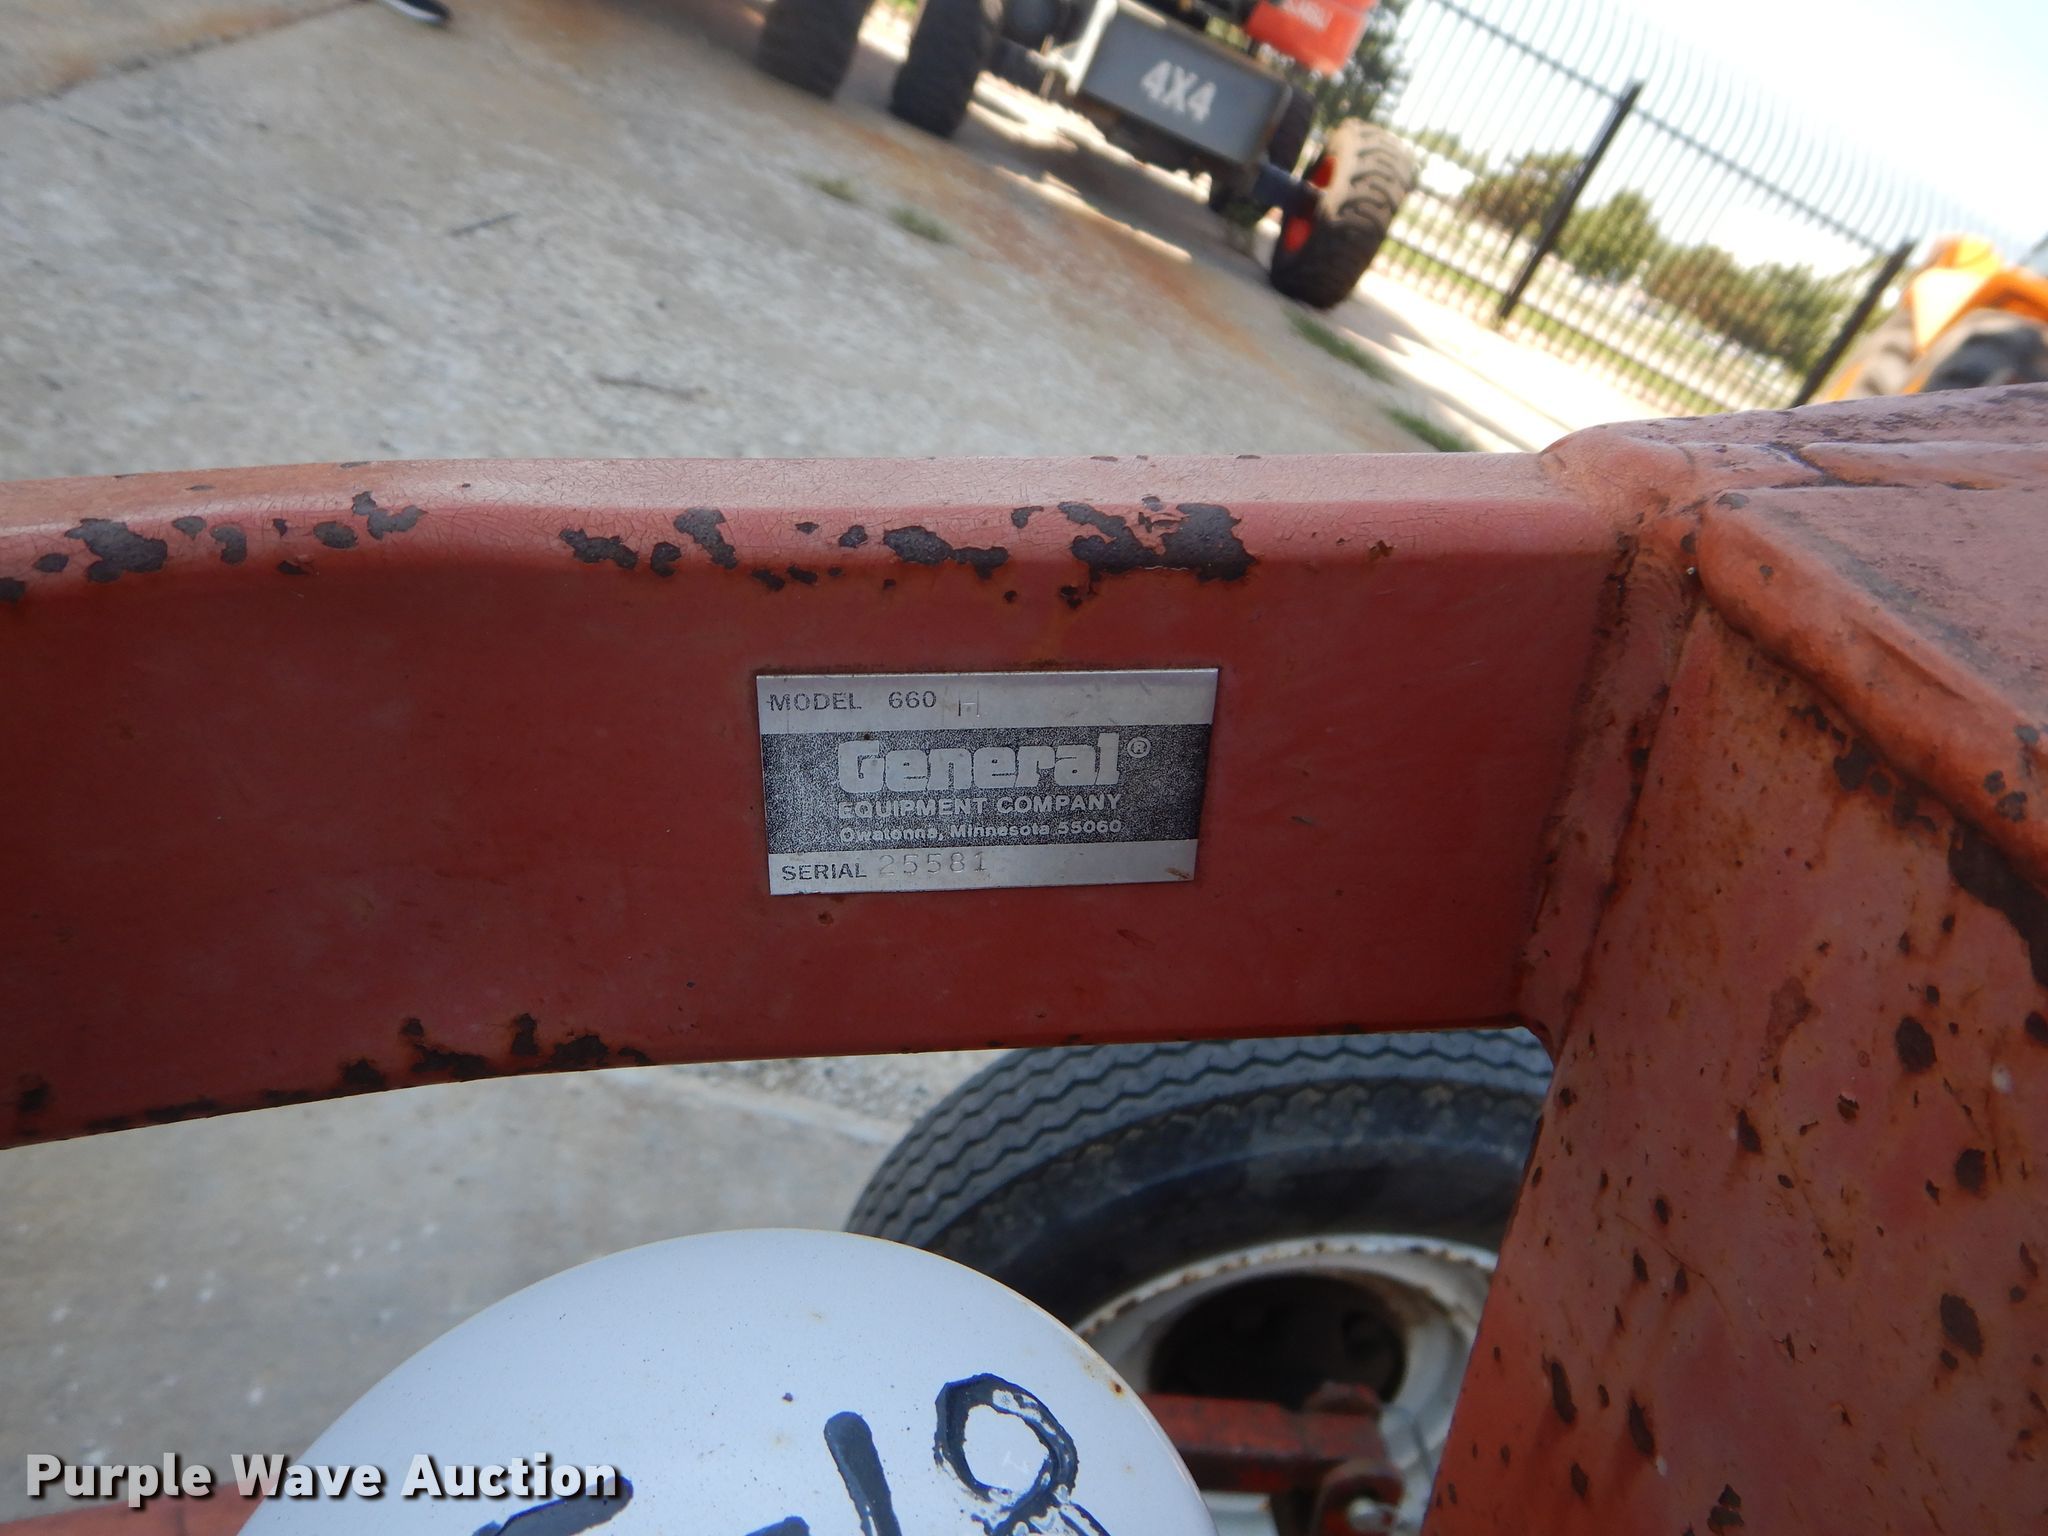 4X4
MODEL 660 H
General®
EQUIPMENT COMPANY
Owatonna, Minnesota 55060
SERIAL 25581
Purple Wave Auction